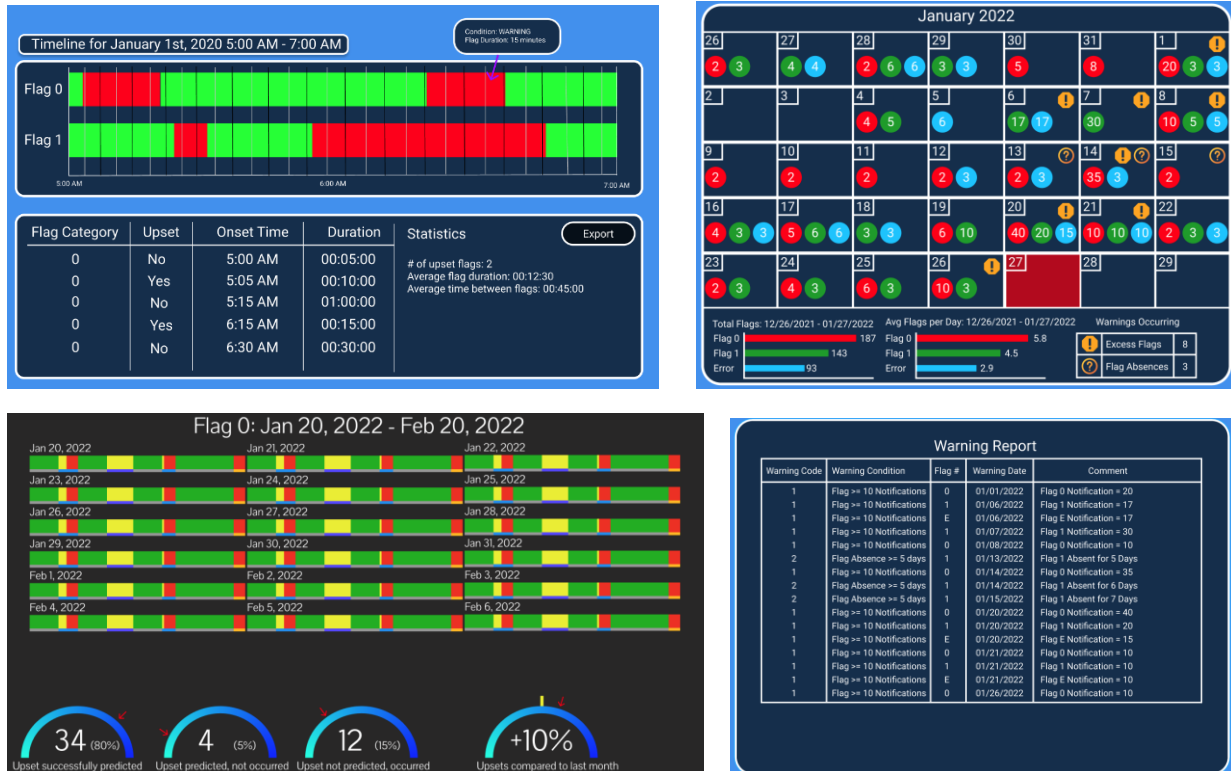 Timeline for January 1st, 2020 5:00 AM - 7:00 AM
Condition: WARNING
Flag Duration: 15 minutes
Flag 0
Flag 1
5:00 AM 6:00 AM 7:00 AM
Flag Category Upset Onset Time Duration
0 No 5:00 AM 00:05:00
0 Yes 5:05 AM 00:10:00
0 No 5:15 AM 01:00:00
0 Yes 6:15 AM 00:15:00
0 No 6:30 AM 00:30:00
Statistics
Export
# of upset flags: 2
Average flag duration: 00:12:30
Average time between flags: 00:45:00
January 2022
26 27 28 29 30 31 1 !
2 3 4 4 2 6 6 3 3 5 8 20 3 3
2 3 4 5 6 ! 7 ! 8 !
4 5 6 17 17 30 10 5 5
9 10 11 12 13 ? 14 ! ? 15 ?
2 2 2 2 3 2 3 35 3 2
16 17 18 19 20 ! 21 ! 22
4 3 3 5 6 6 3 3 6 10 40 20 15 10 10 10 2 3 3
23 24 25 26 ! 27 28 29
2 3 4 3 6 3 10 3
Total Flags: 12/26/2021 - 01/27/2022
Flag 0 187
Flag 1 143
Error 93
Avg Flags per Day: 12/26/2021 - 01/27/2022
Flag 0 5.8
Flag 1 4.5
Error 2.9
Warnings Occurring
! Excess Flags 8
? Flag Absences 3
Flag 0: Jan 20, 2022 - Feb 20, 2022
Jan 20, 2022 Jan 21, 2022 Jan 22, 2022
Jan 23, 2022 Jan 24, 2022 Jan 25, 2022
Jan 26, 2022 Jan 27, 2022 Jan 28, 2022
Jan 29, 2022 Jan 30, 2022 Jan 31, 2022
Feb 1, 2022 Feb 2, 2022 Feb 3, 2022
Feb 4, 2022 Feb 5, 2022 Feb 6, 2022
34 (80%)
Upset successfully predicted
4 (5%)
Upset predicted, not occurred
12 (15%)
Upset not predicted, occurred
+10%
Upsets compared to last month
Warning Report
Warning Code Warning Condition Flag # Warning Date Comment
1 Flag >= 10 Notifications 0 01/01/2022 Flag 0 Notification = 20
1 Flag >= 10 Notifications 1 01/06/2022 Flag 1 Notification = 17
1 Flag >= 10 Notifications E 01/06/2022 Flag E Notification = 17
1 Flag >= 10 Notifications 1 01/07/2022 Flag 1 Notification = 30
1 Flag >= 10 Notifications 0 01/08/2022 Flag 0 Notification = 10
2 Flag Absence >= 5 days 1 01/13/2022 Flag 1 Absent for 5 Days
1 Flag >= 10 Notifications 0 01/14/2022 Flag 0 Notification = 35
2 Flag Absence >= 5 days 1 01/14/2022 Flag 1 Absent for 6 Days
2 Flag Absence >= 5 days 1 01/15/2022 Flag 1 Absent for 7 Days
1 Flag >= 10 Notifications 0 01/20/2022 Flag 0 Notification = 40
1 Flag >= 10 Notifications 1 01/20/2022 Flag 1 Notification = 20
1 Flag >= 10 Notifications E 01/20/2022 Flag E Notification = 15
1 Flag >= 10 Notifications 0 01/21/2022 Flag 0 Notification = 10
1 Flag >= 10 Notifications 1 01/21/2022 Flag 1 Notification = 10
1 Flag >= 10 Notifications E 01/21/2022 Flag E Notification = 10
1 Flag >= 10 Notifications 0 01/26/2022 Flag 0 Notification = 10